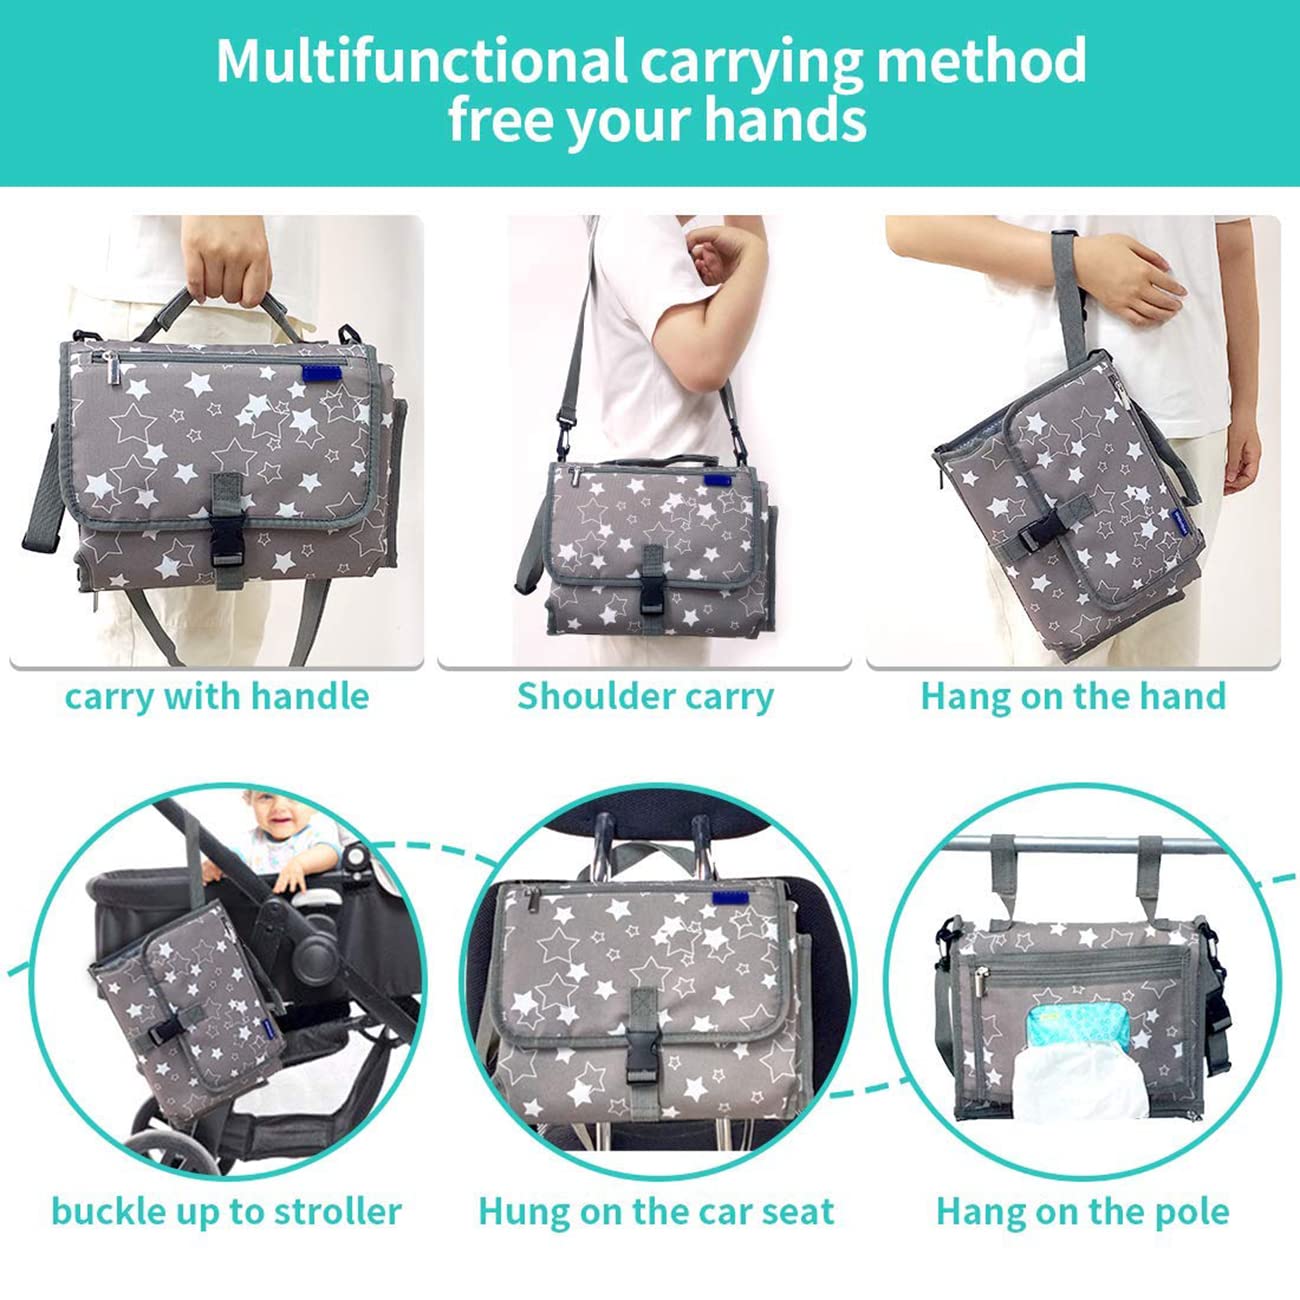 Multifunctional carrying method
free your hands
carry with handle
Shoulder carry
Hang on the hand
buckle up to stroller
Hung on the car seat
Hang on the pole